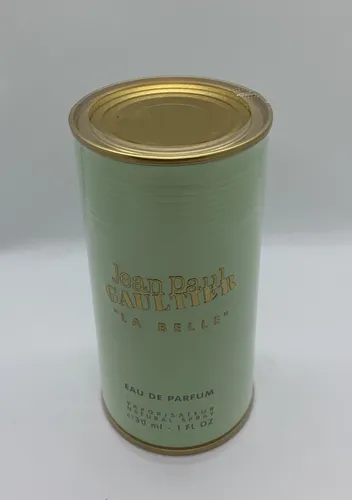 Jean Paul
GAULTIER
"LA BELLE"
EAU DE PARFUM
VAPORISATEUR
NATURAL SPRAY
℮30 ml - 1 FL OZ